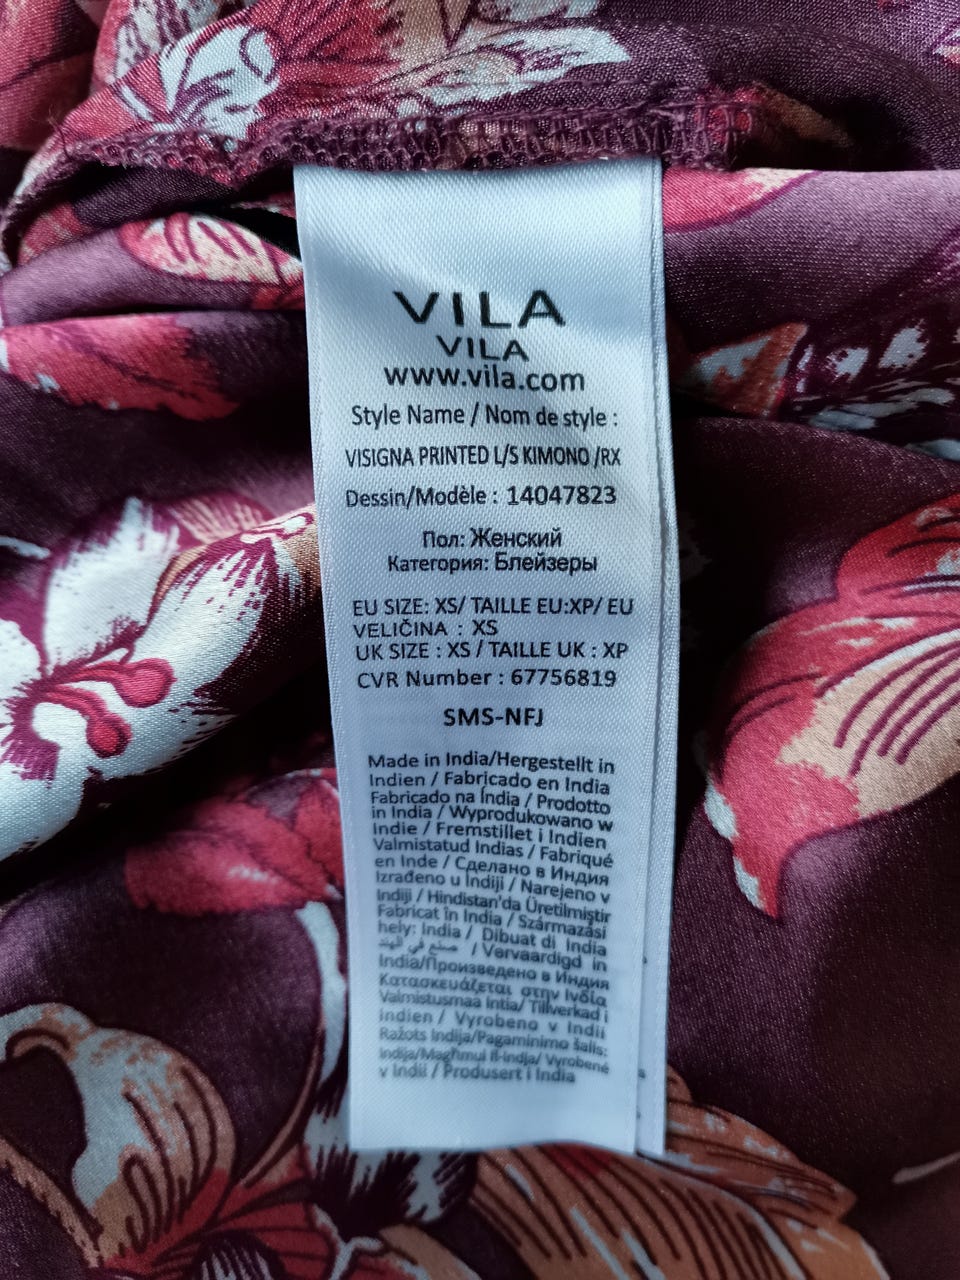 VILA
VILA
www.vila.com
Style Name / Nom de style :
VISIGNA PRINTED L/S KIMONO /RX
Dessin/Modèle : 14047823
Пол: Женский
Категория: Блейзеры
EU SIZE: XS/ TAILLE EU:XP/ EU
VELIČINA : XS
UK SIZE : XS / TAILLE UK : XP
CVR Number : 67756819
SMS-NFJ
Made in India/Hergestellt in
Indien / Fabricado en India
Fabricado na Índia / Prodotto
in India / Wyprodukowano w
Indie / Fremstillet i Indien
Valmistatud Indias / Fabriqué
en Inde / Сделано в Индия
Izrađeno u Indiji / Narejeno v
Indiji / Hindistan'da Üretilmiştir
Fabricat în India / Származási
hely: India / Dibuat di India
صنع في الهند / Vervaardigd in
India/Произведено в Индия
Κατασκευάζεται στην Ινδία
Valmistusmaa Intia/ Tillverkad i
Indien / Vyrobeno v Indii
Ražots Indija/Pagaminimo šalis:
Indija/Magħmul fl-Indja/ Vyrobené
v Indii / Produsert i India